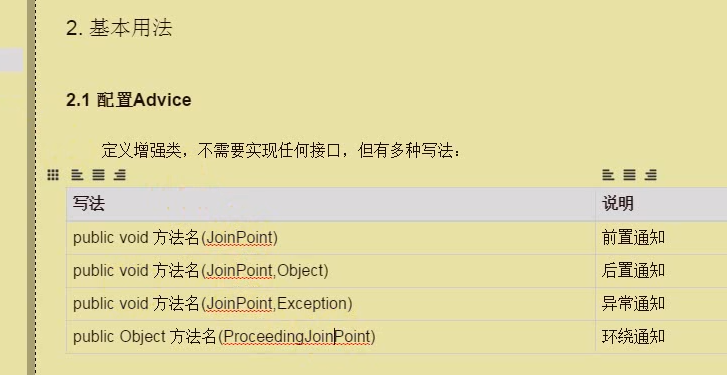 2. 基本用法
2.1 配置Advice
定义增强类，不需要实现任何接口，但有多种写法：
写法 说明
public void 方法名(JoinPoint) 前置通知
public void 方法名(JoinPoint,Object) 后置通知
public void 方法名(JoinPoint,Exception) 异常通知
public Object 方法名(ProceedingJoinPoint) 环绕通知